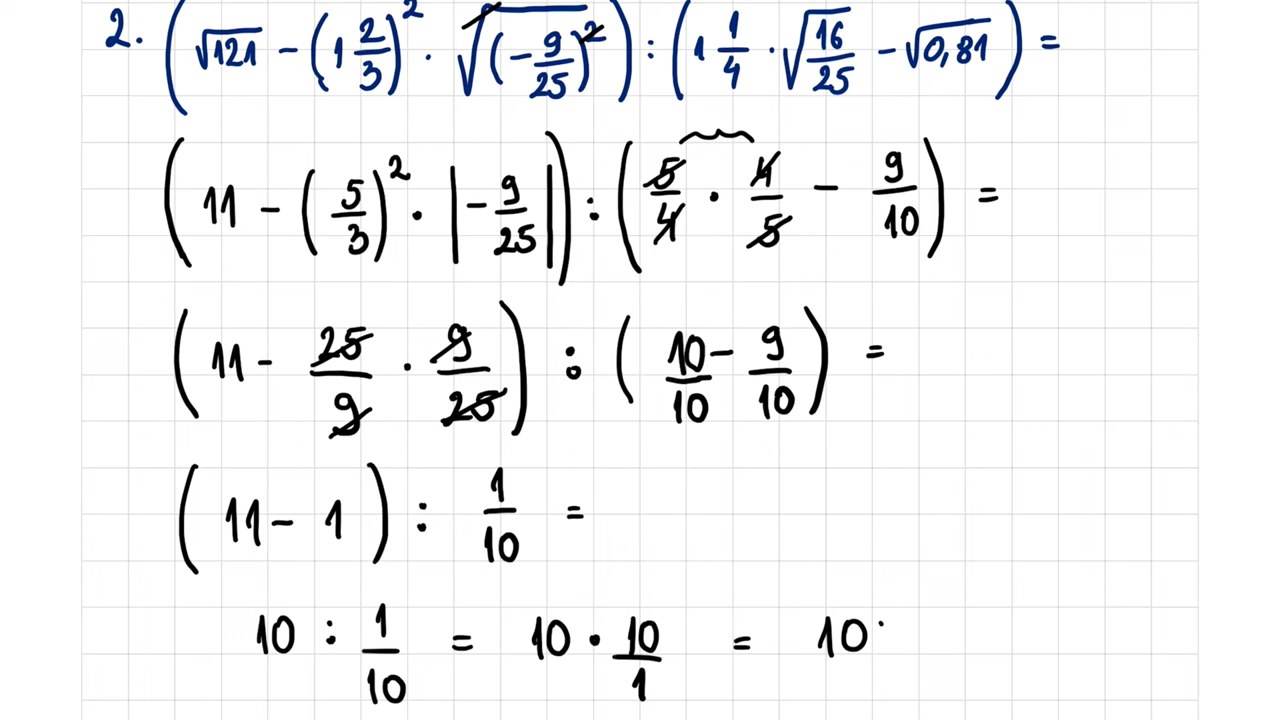 2. (√121 − (1 2/3)² · √((−9/25)²)) : (1 1/4 · √(16/25) − √0,81) =
(11 − (5/3)² · |−9/25|) : (5/4 · 4/5 − 9/10) =
(11 − 25/9 · 9/25) : (10/10 − 9/10) =
(11 − 1) : 1/10 =
10 : 1/10 = 10 · 10/1 = 10·